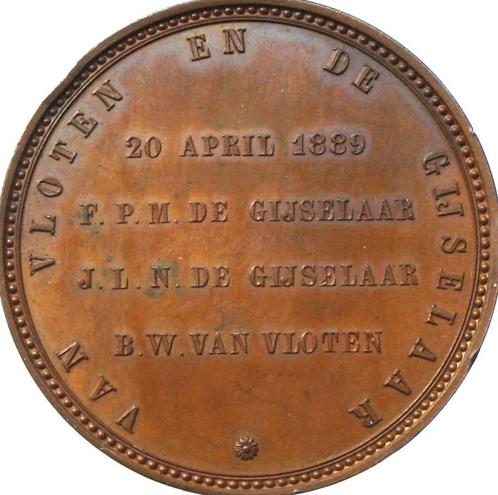 VAN VLOTEN EN DE GIJSELAAR
20 APRIL 1889
F. P. M. DE GIJSELAAR
J. L. N. DE GIJSELAAR
B. W. VAN VLOTEN